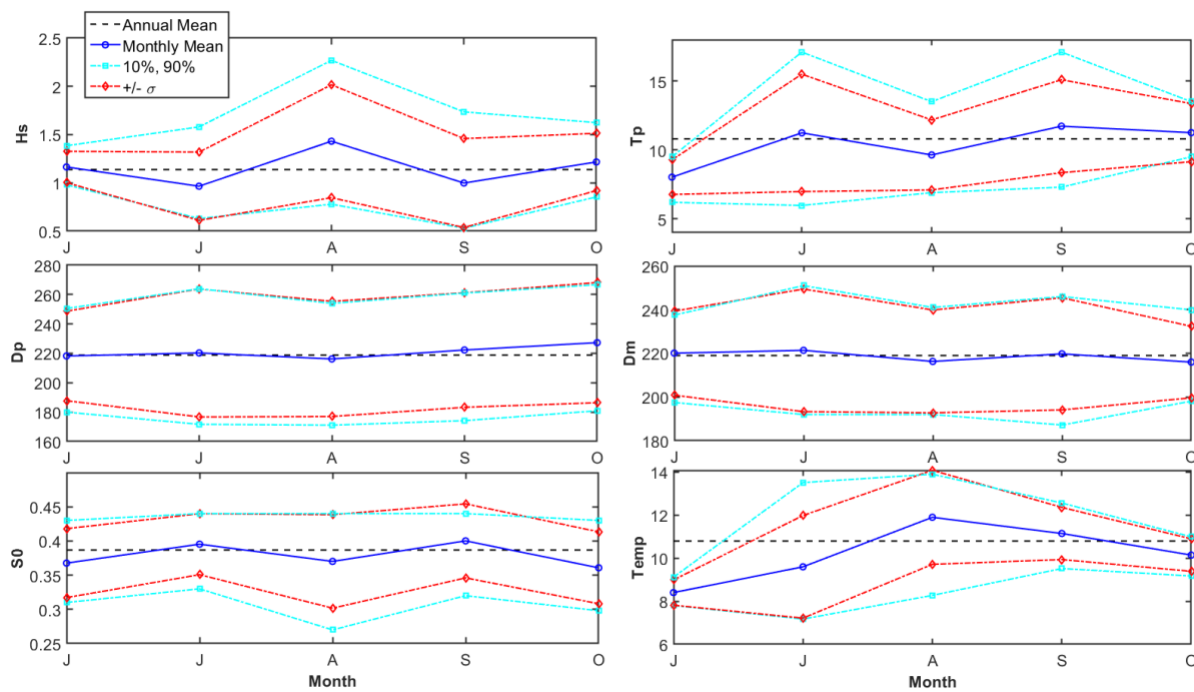 Annual Mean
Monthly Mean
10%, 90%
+/- σ
2.5
2
1.5
1
0.5
Hs
J J A S O
15
10
5
Tp
J J A S O
280
260
240
220
200
180
160
Dp
J J A S O
260
240
220
200
180
Dm
J J A S O
0.45
0.4
0.35
0.3
0.25
S0
J J A S O
Month
14
12
10
8
6
Temp
J J A S O
Month